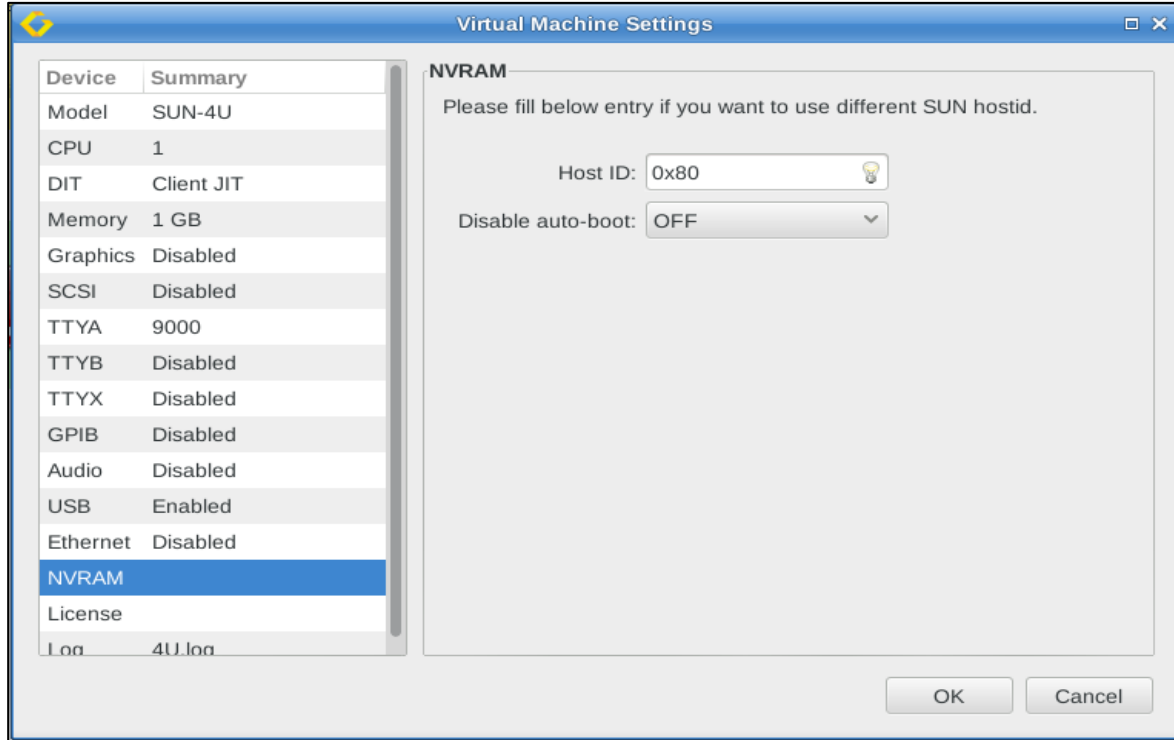 Virtual Machine Settings
Device Summary
Model SUN-4U
CPU 1
DIT Client JIT
Memory 1 GB
Graphics Disabled
SCSI Disabled
TTYA 9000
TTYB Disabled
TTYX Disabled
GPIB Disabled
Audio Disabled
USB Enabled
Ethernet Disabled
NVRAM
License
Log 4U.log
NVRAM
Please fill below entry if you want to use different SUN hostid.
Host ID: 0x80
Disable auto-boot: OFF
OK Cancel